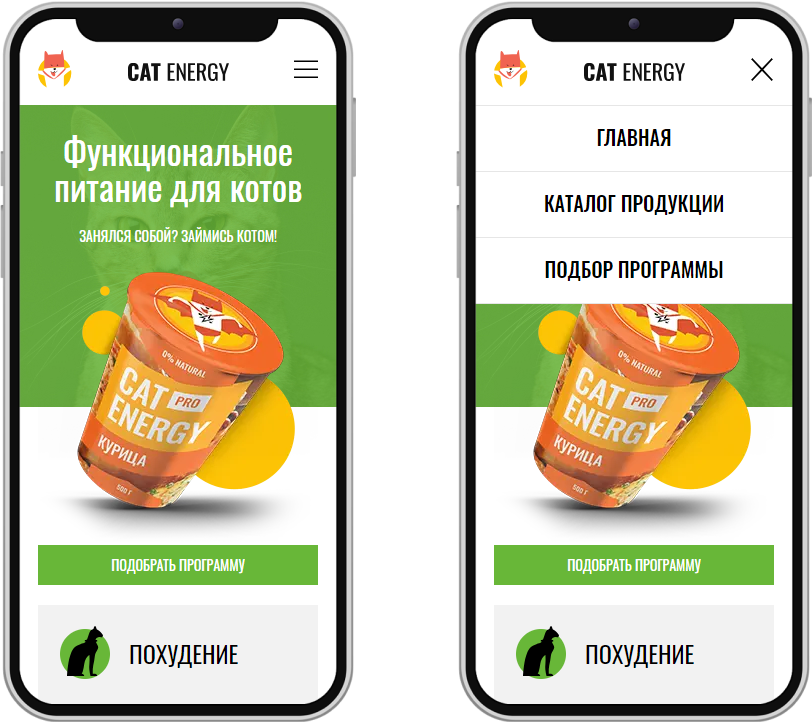 CAT ENERGY
Функциональное
питание для котов
ЗАНЯЛСЯ СОБОЙ? ЗАЙМИСЬ КОТОМ!
0% NATURAL
CAT PRO
ENERGY
КУРИЦА
500 Г
ПОДОБРАТЬ ПРОГРАММУ
ПОХУДЕНИЕ
CAT ENERGY
ГЛАВНАЯ
КАТАЛОГ ПРОДУКЦИИ
ПОДБОР ПРОГРАММЫ
0% NATURAL
CAT PRO
ENERGY
КУРИЦА
500 Г
ПОДОБРАТЬ ПРОГРАММУ
ПОХУДЕНИЕ